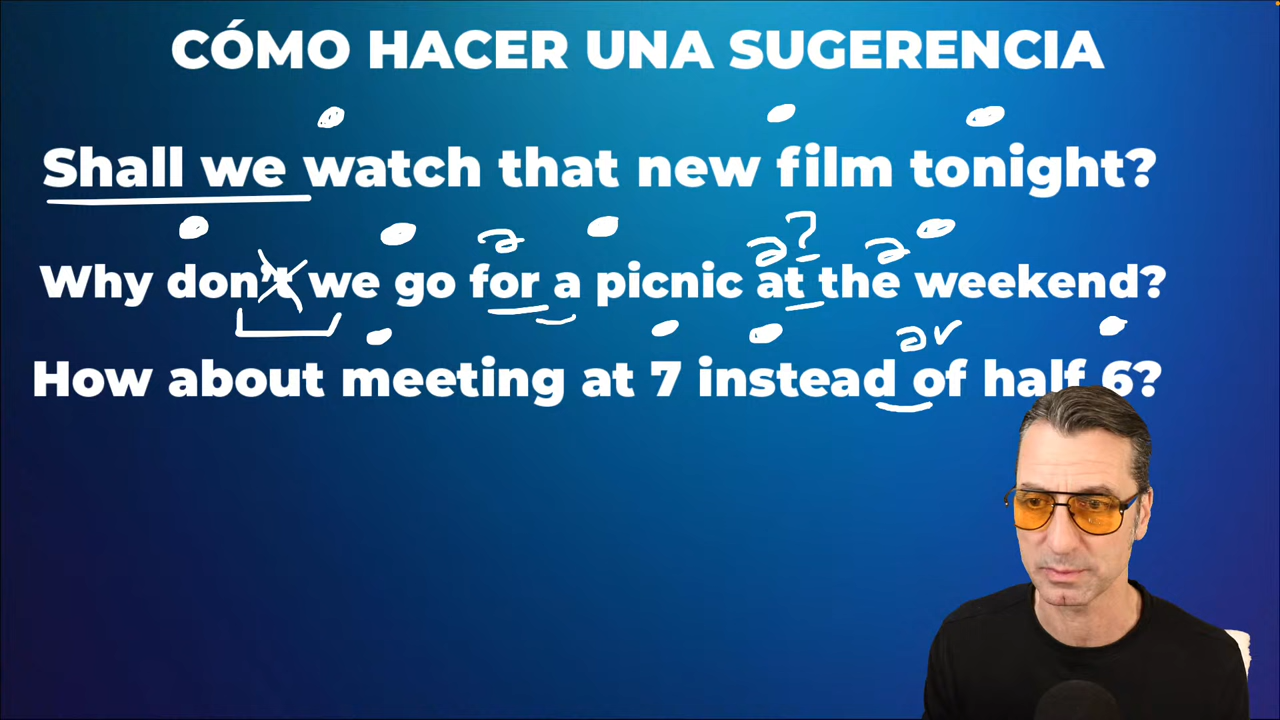 CÓMO HACER UNA SUGERENCIA
Shall we watch that new film tonight?
ə ə ? ə
Why don't we go for a picnic at the weekend?
əv
How about meeting at 7 instead of half 6?